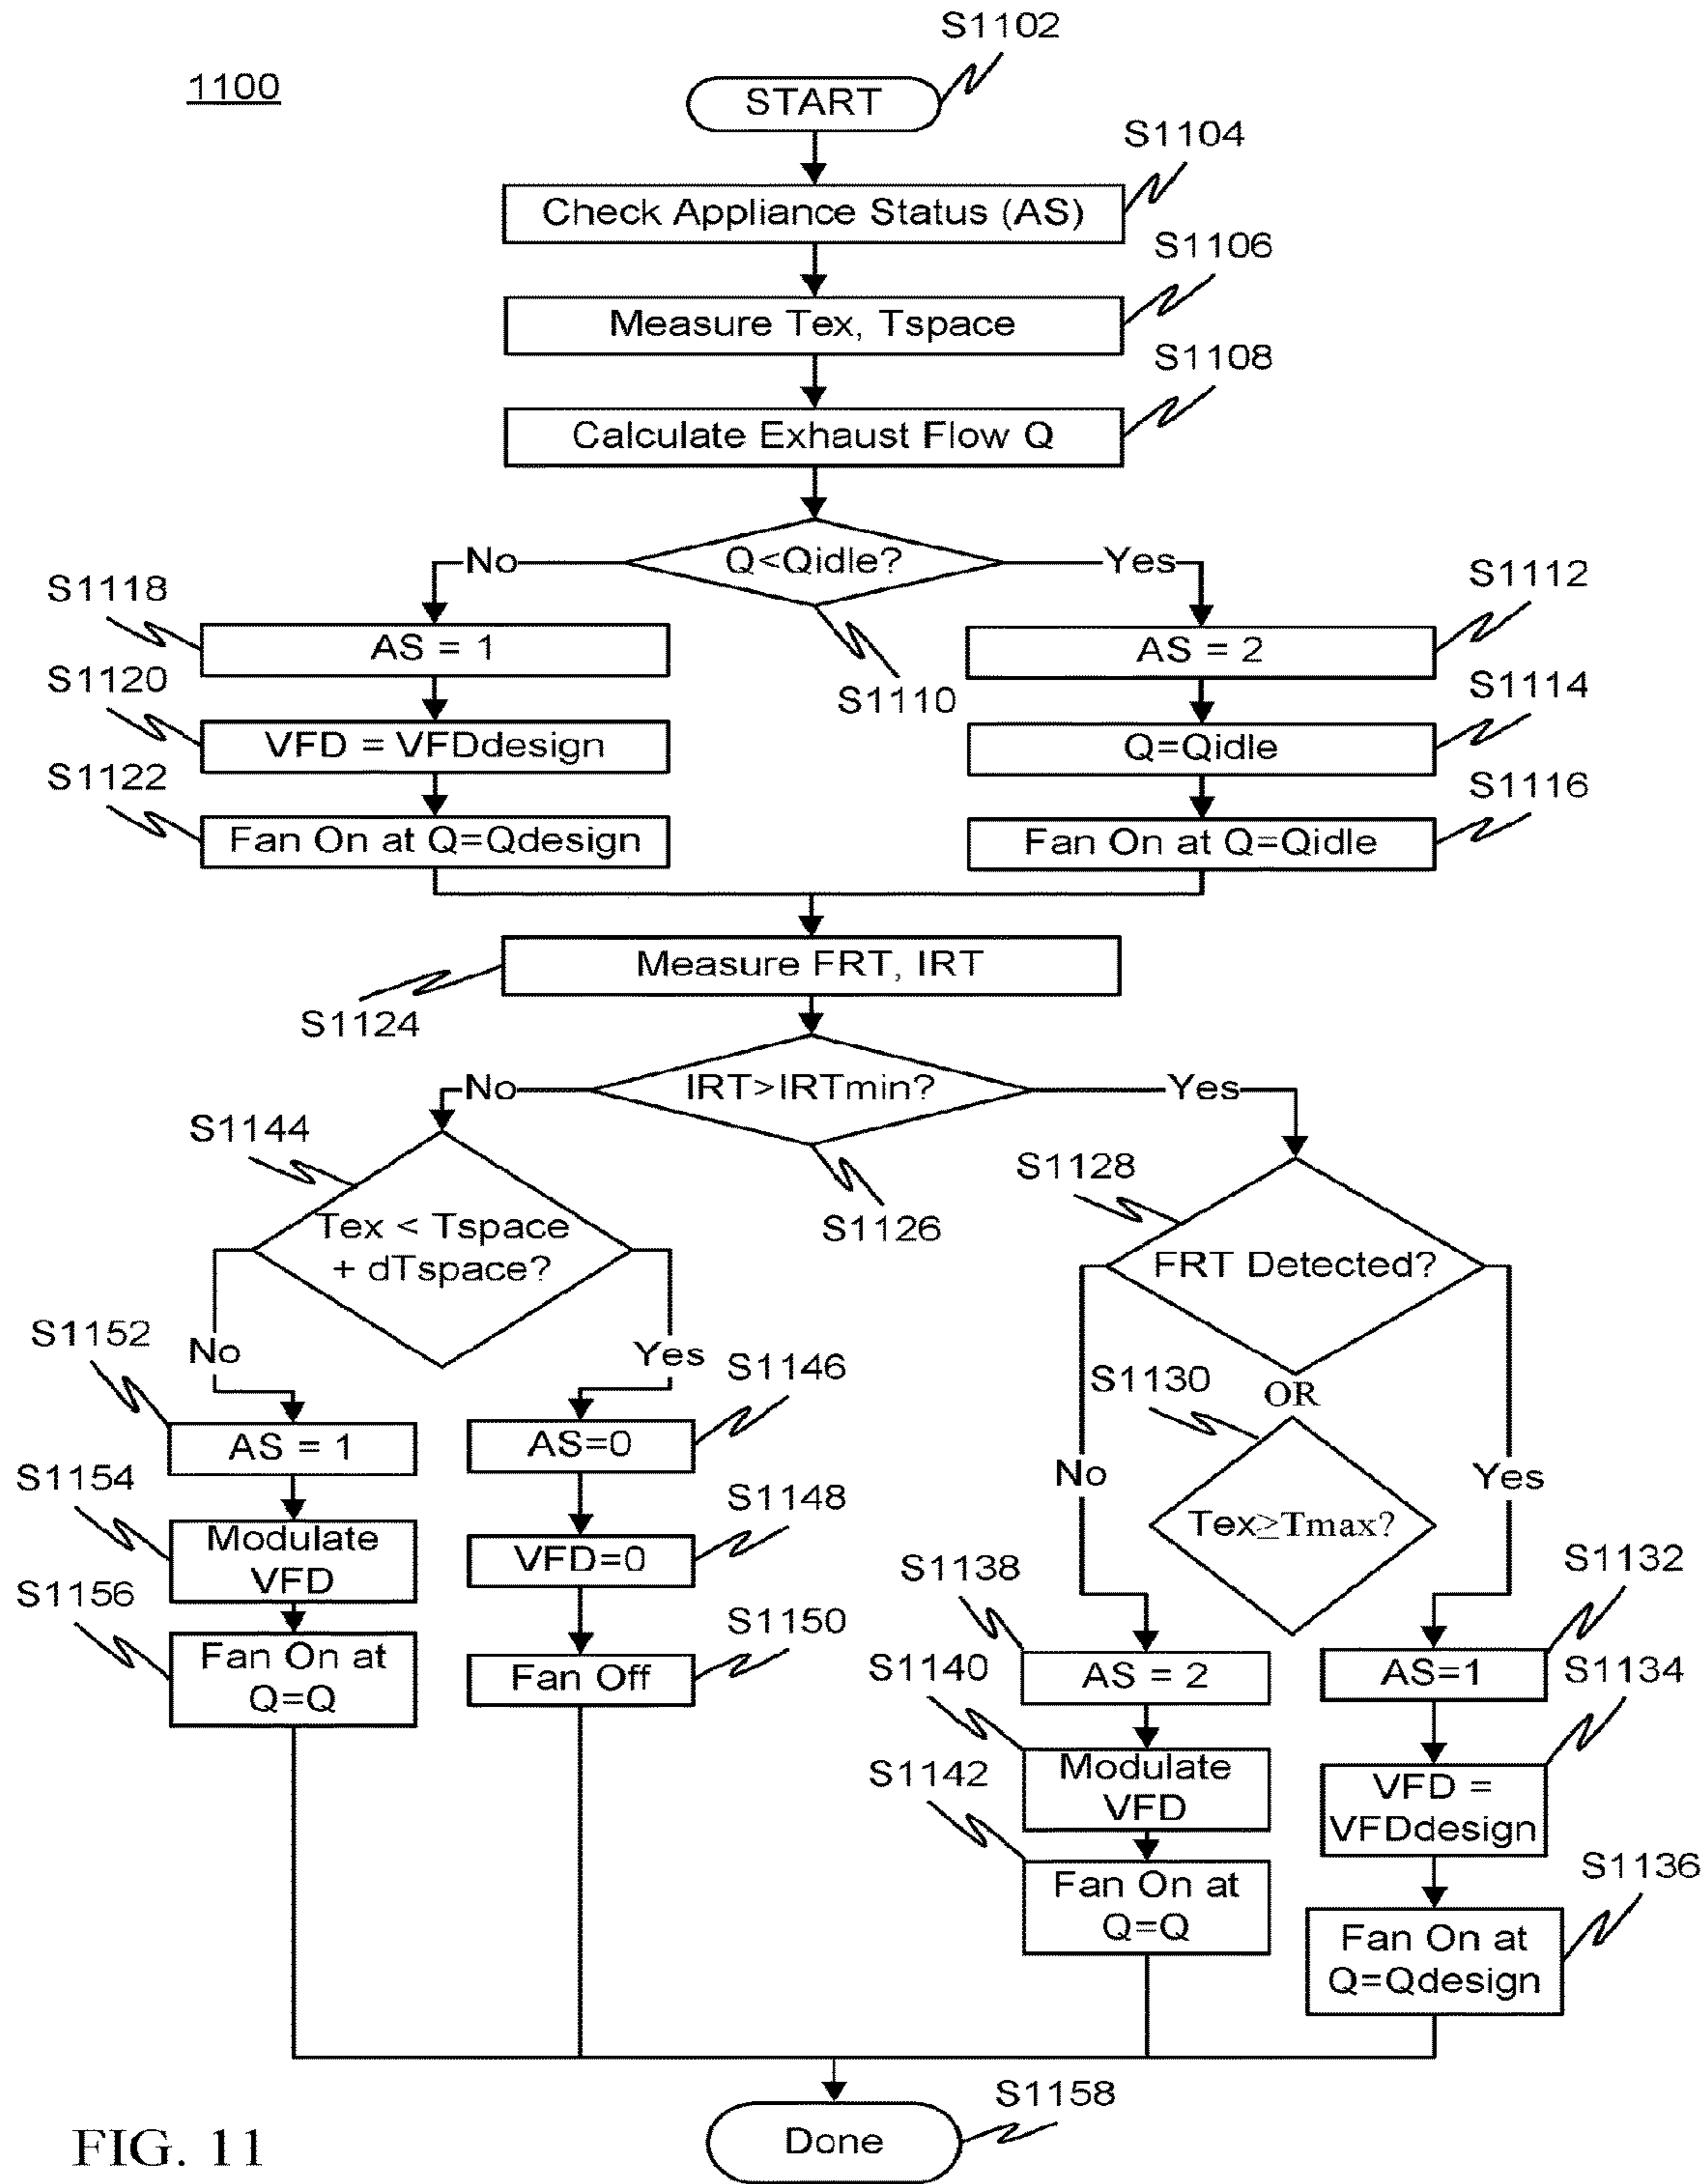 1100
S1102
START
S1104
Check Appliance Status (AS)
S1106
Measure Tex, Tspace
S1108
Calculate Exhaust Flow Q
No
Q<Qidle?
Yes
S1110
S1118
AS = 1
S1112
AS = 2
S1120
VFD = VFDdesign
S1114
Q=Qidle
S1122
Fan On at Q=Qdesign
S1116
Fan On at Q=Qidle
Measure FRT, IRT
S1124
No
IRT>IRTmin?
Yes
S1126
S1144
Tex < Tspace
+ dTspace?
No
Yes
S1128
FRT Detected?
OR
S1130
Tex≥Tmax?
No
Yes
S1152
AS = 1
S1154
Modulate
VFD
S1156
Fan On at
Q=Q
S1146
AS=0
S1148
VFD=0
S1150
Fan Off
S1138
AS = 2
S1140
Modulate
VFD
S1142
Fan On at
Q=Q
S1132
AS=1
S1134
VFD =
VFDdesign
S1136
Fan On at
Q=Qdesign
S1158
Done
FIG. 11